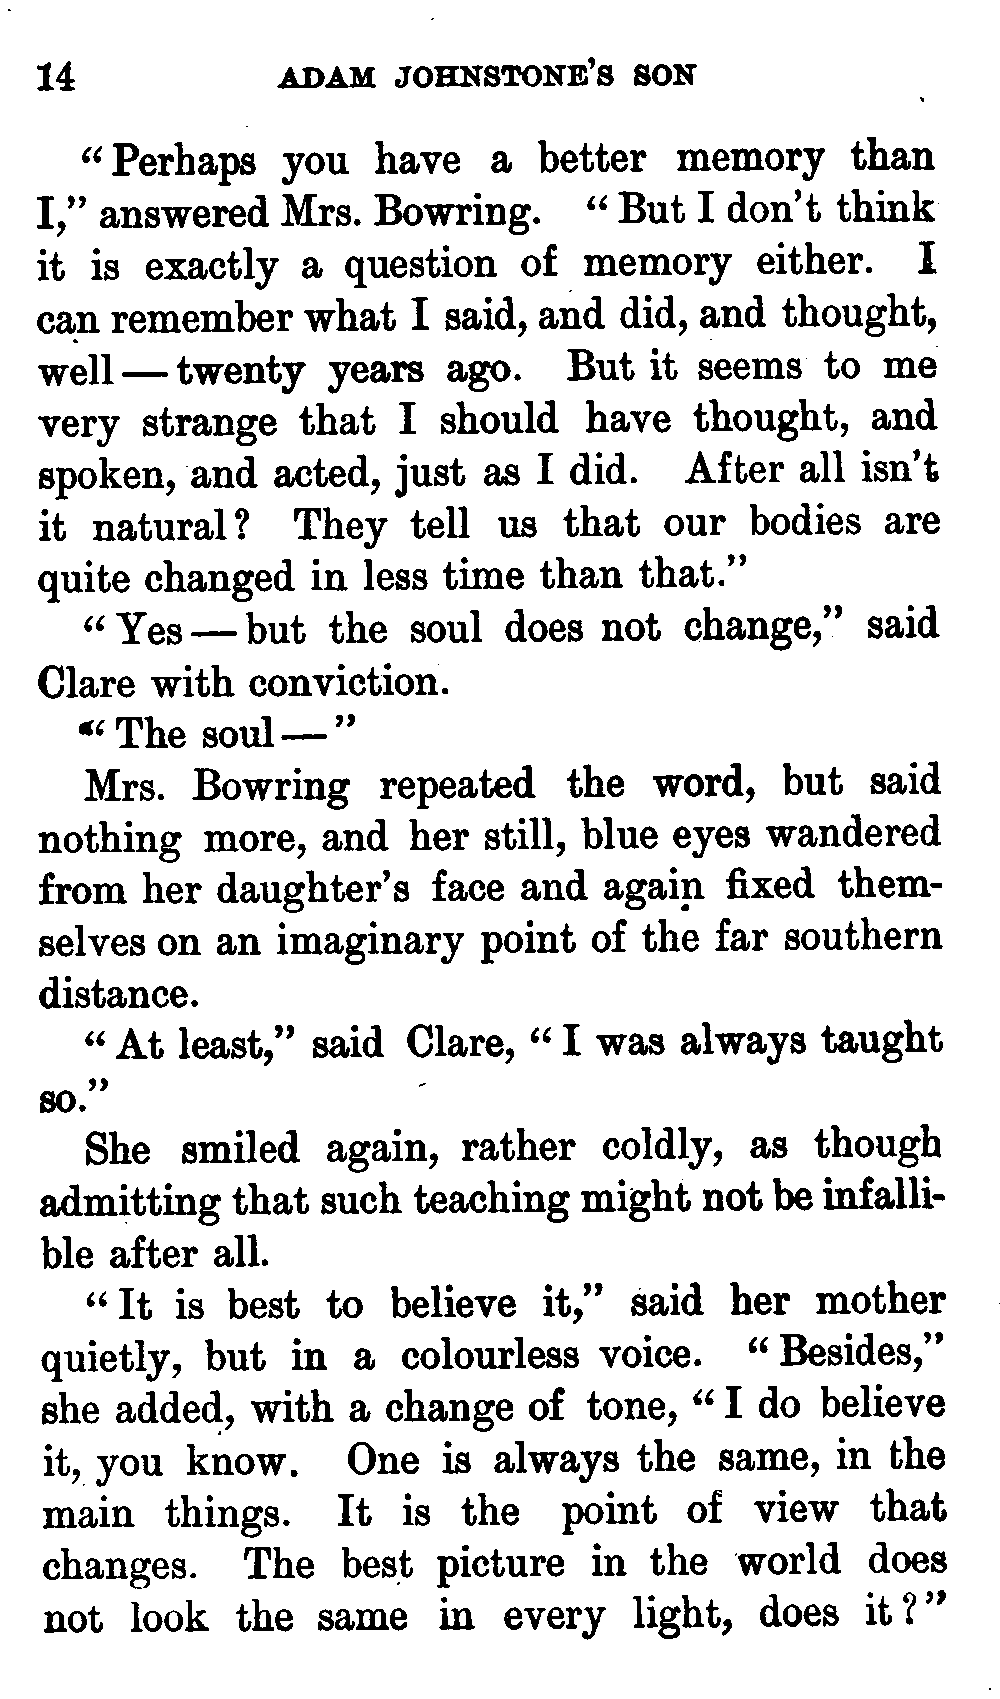 14 ADAM JOHNSTONE'S SON
“Perhaps you have a better memory than
I,” answered Mrs. Bowring. “But I don't think
it is exactly a question of memory either. I
can remember what I said, and did, and thought,
well—twenty years ago. But it seems to me
very strange that I should have thought, and
spoken, and acted, just as I did. After all isn't
it natural? They tell us that our bodies are
quite changed in less time than that.”
“Yes—but the soul does not change,” said
Clare with conviction.
“The soul—”
Mrs. Bowring repeated the word, but said
nothing more, and her still, blue eyes wandered
from her daughter's face and again fixed them-
selves on an imaginary point of the far southern
distance.
“At least,” said Clare, “I was always taught
so.”
She smiled again, rather coldly, as though
admitting that such teaching might not be infalli-
ble after all.
“It is best to believe it,” said her mother
quietly, but in a colourless voice. “Besides,”
she added, with a change of tone, “I do believe
it, you know. One is always the same, in the
main things. It is the point of view that
changes. The best picture in the world does
not look the same in every light, does it?”